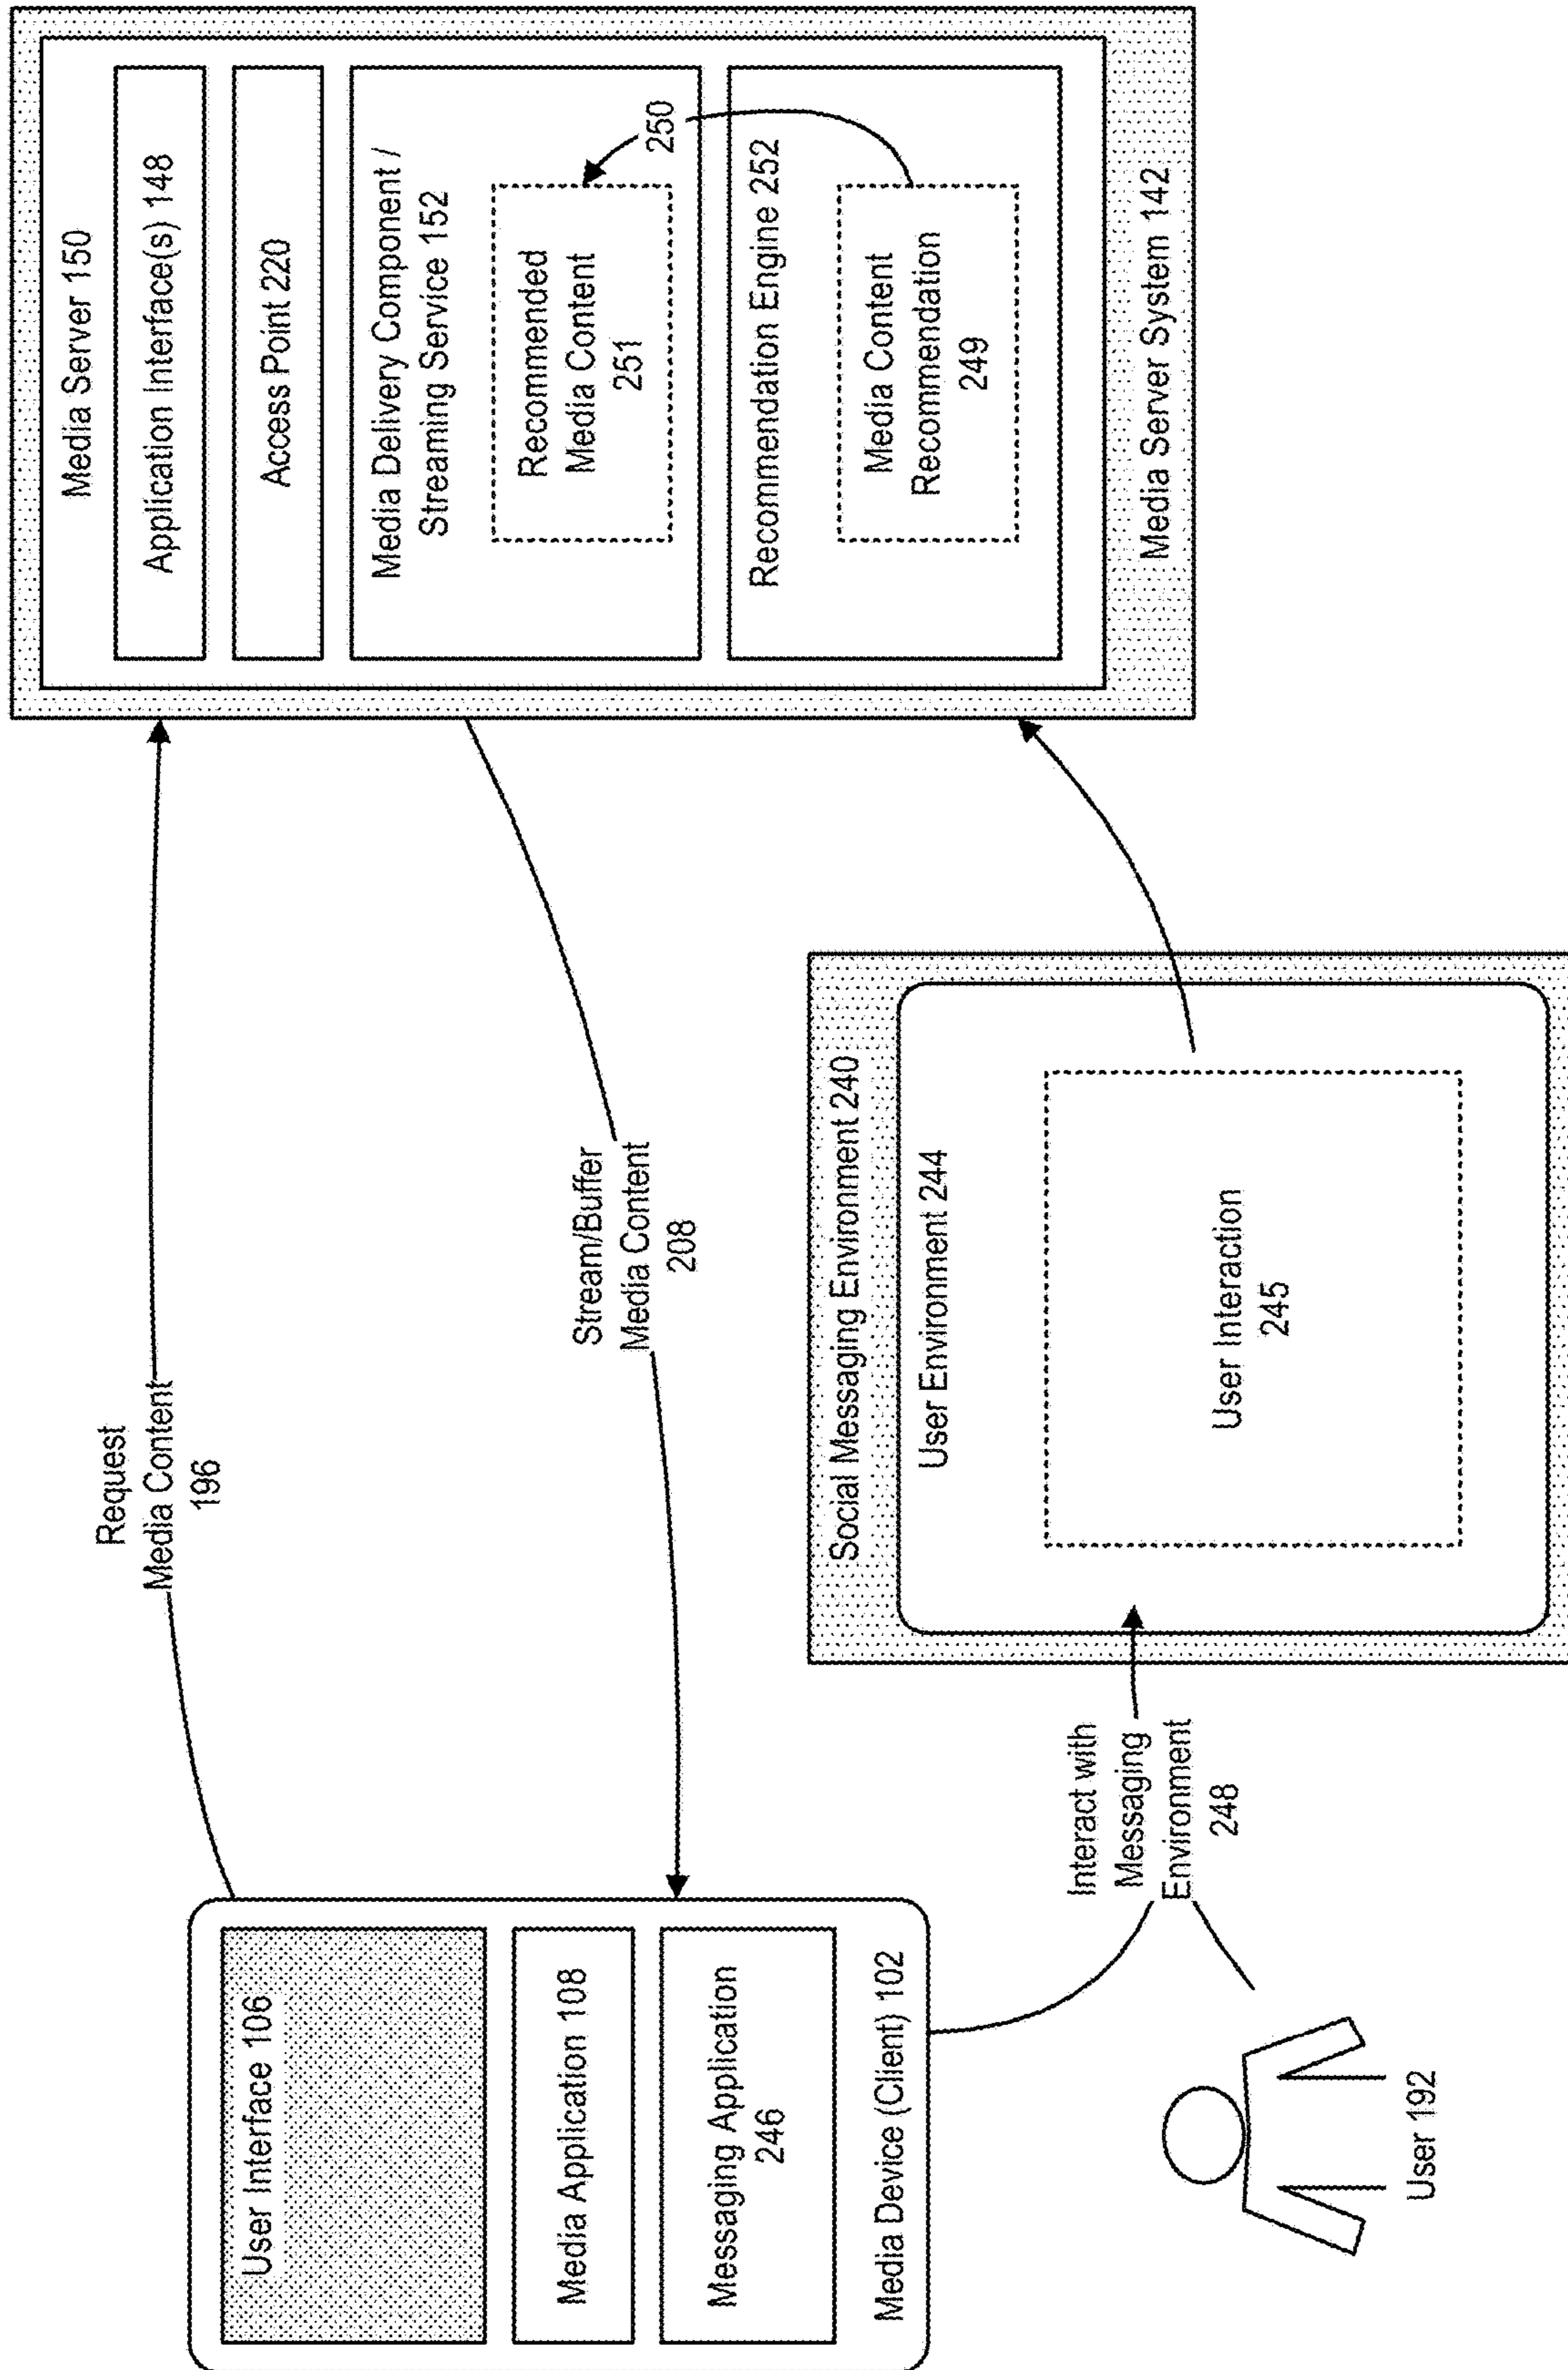 User Interface 106
Media Application 108
Messaging Application
246
Media Device (Client) 102
User 192
Request
Media Content
196
Stream/Buffer
Media Content
208
Interact with
Messaging
Environment
248
Social Messaging Environment 240
User Environment 244
User Interaction
245
Media Server 150
Application Interface(s) 148
Access Point 220
Media Delivery Component /
Streaming Service 152
Recommended
Media Content
251
250
Recommendation Engine 252
Media Content
Recommendation
249
Media Server System 142